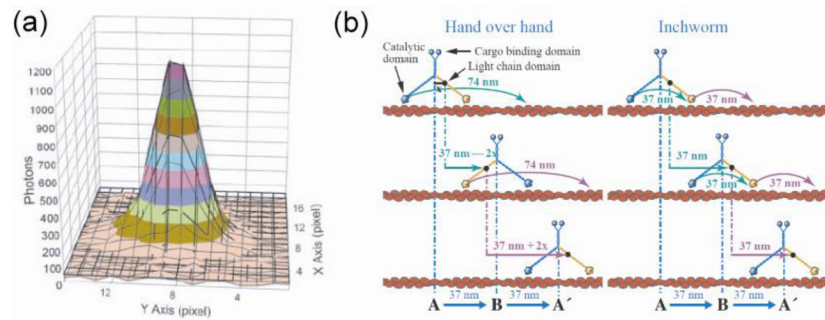 (a)
1200
1100
1000
900
800
700
600
500
400
300
200
100
0
Photons
12
8
4
Y Axis (pixel)
16
12
8
4
X Axis (pixel)
(b)
Hand over hand
Inchworm
Catalytic
domain
Cargo binding domain
Light chain domain
x
74 nm
37 nm
37 nm
37 nm—2x
74 nm
37 nm
37 nm
37 nm
37 nm + 2x
37 nm
37 nm
37 nm
A
B
A′
37 nm
37 nm
A
B
A′